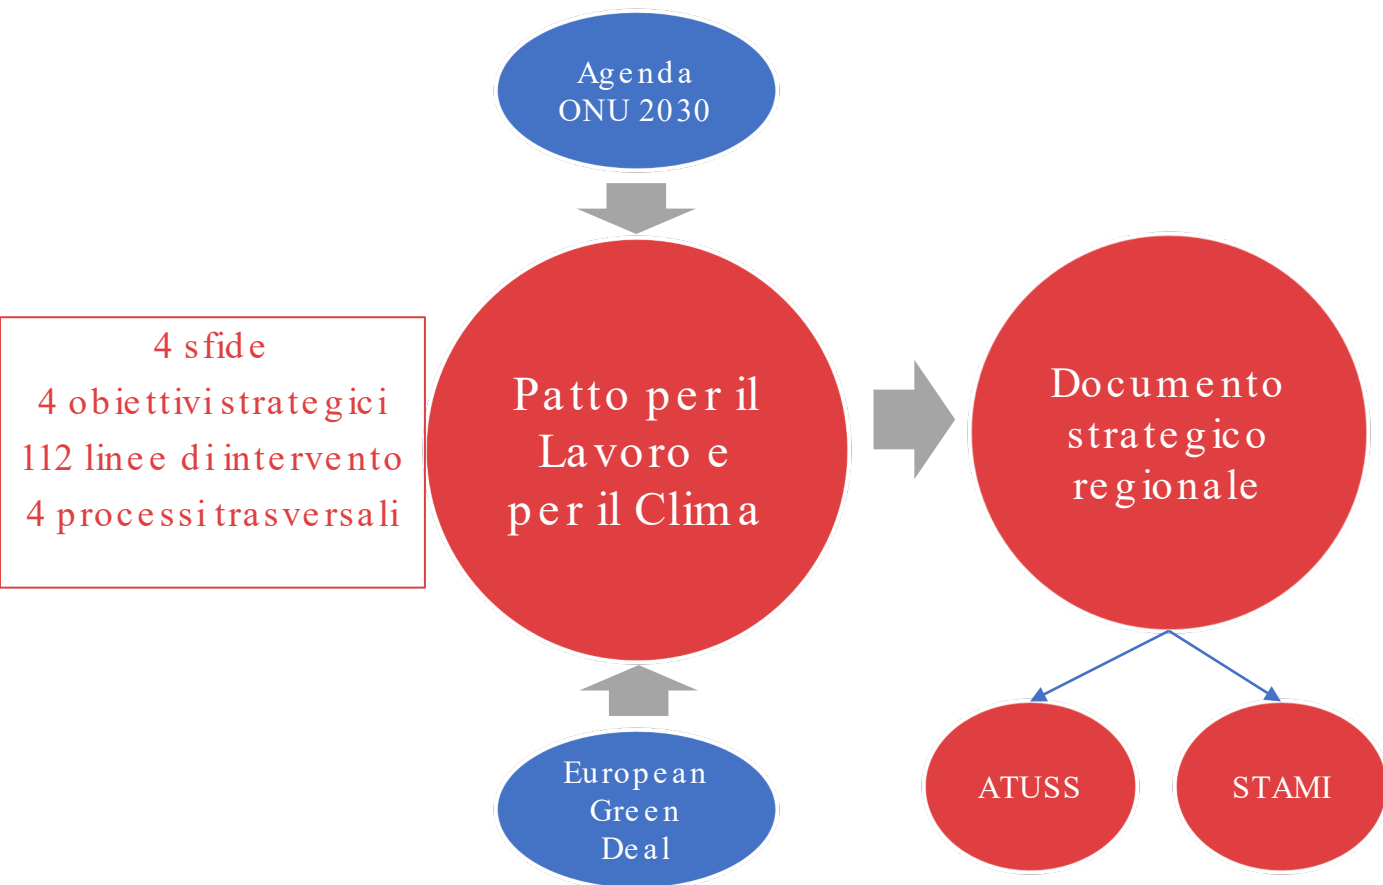 Agenda
ONU 2030
4 sfide
4 obiettivi strategici
112 linee di intervento
4 processi trasversali
Patto per il
Lavoro e
per il Clima
Documento
strategico
regionale
European
Green
Deal
ATUSS
STAMI